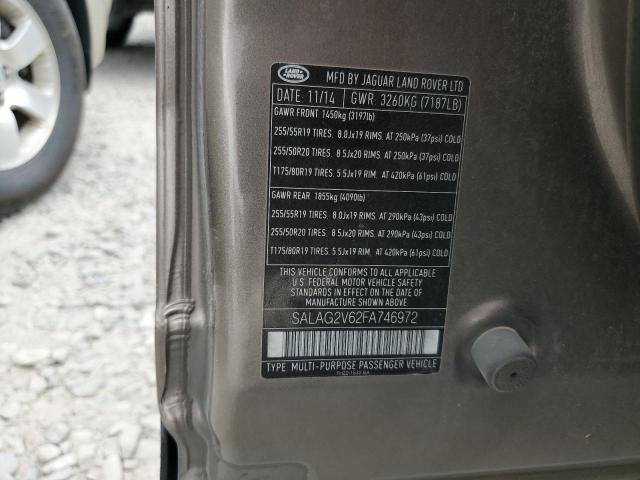 LAND ROVER
MFD BY JAGUAR LAND ROVER LTD
DATE: 11/14 GWR: 3260KG (7187LB)
GAWR FRONT: 1450kg (3197lb)
255/55R19 TIRES. 8.0Jx19 RIMS. AT 250kPa (37psi) COLD
255/50R20 TIRES. 8.5Jx20 RIMS. AT 250kPa (37psi) COLD
T175/80R19 TIRES. 5.5Jx19 RIM. AT 420kPa (61psi) COLD
GAWR REAR: 1855kg (4090lb)
255/55R19 TIRES. 8.0Jx19 RIMS. AT 290kPa (43psi) COLD
255/50R20 TIRES. 8.5Jx20 RIMS. AT 290kPa (43psi) COLD
T175/80R19 TIRES. 5.5Jx19 RIM. AT 420kPa (61psi) COLD
THIS VEHICLE CONFORMS TO ALL APPLICABLE
U.S. FEDERAL MOTOR VEHICLE SAFETY
STANDARDS IN EFFECT ON THE DATE OF
MANUFACTURE SHOWN ABOVE.
SALAG2V62FA746972
TYPE: MULTI-PURPOSE PASSENGER VEHICLE